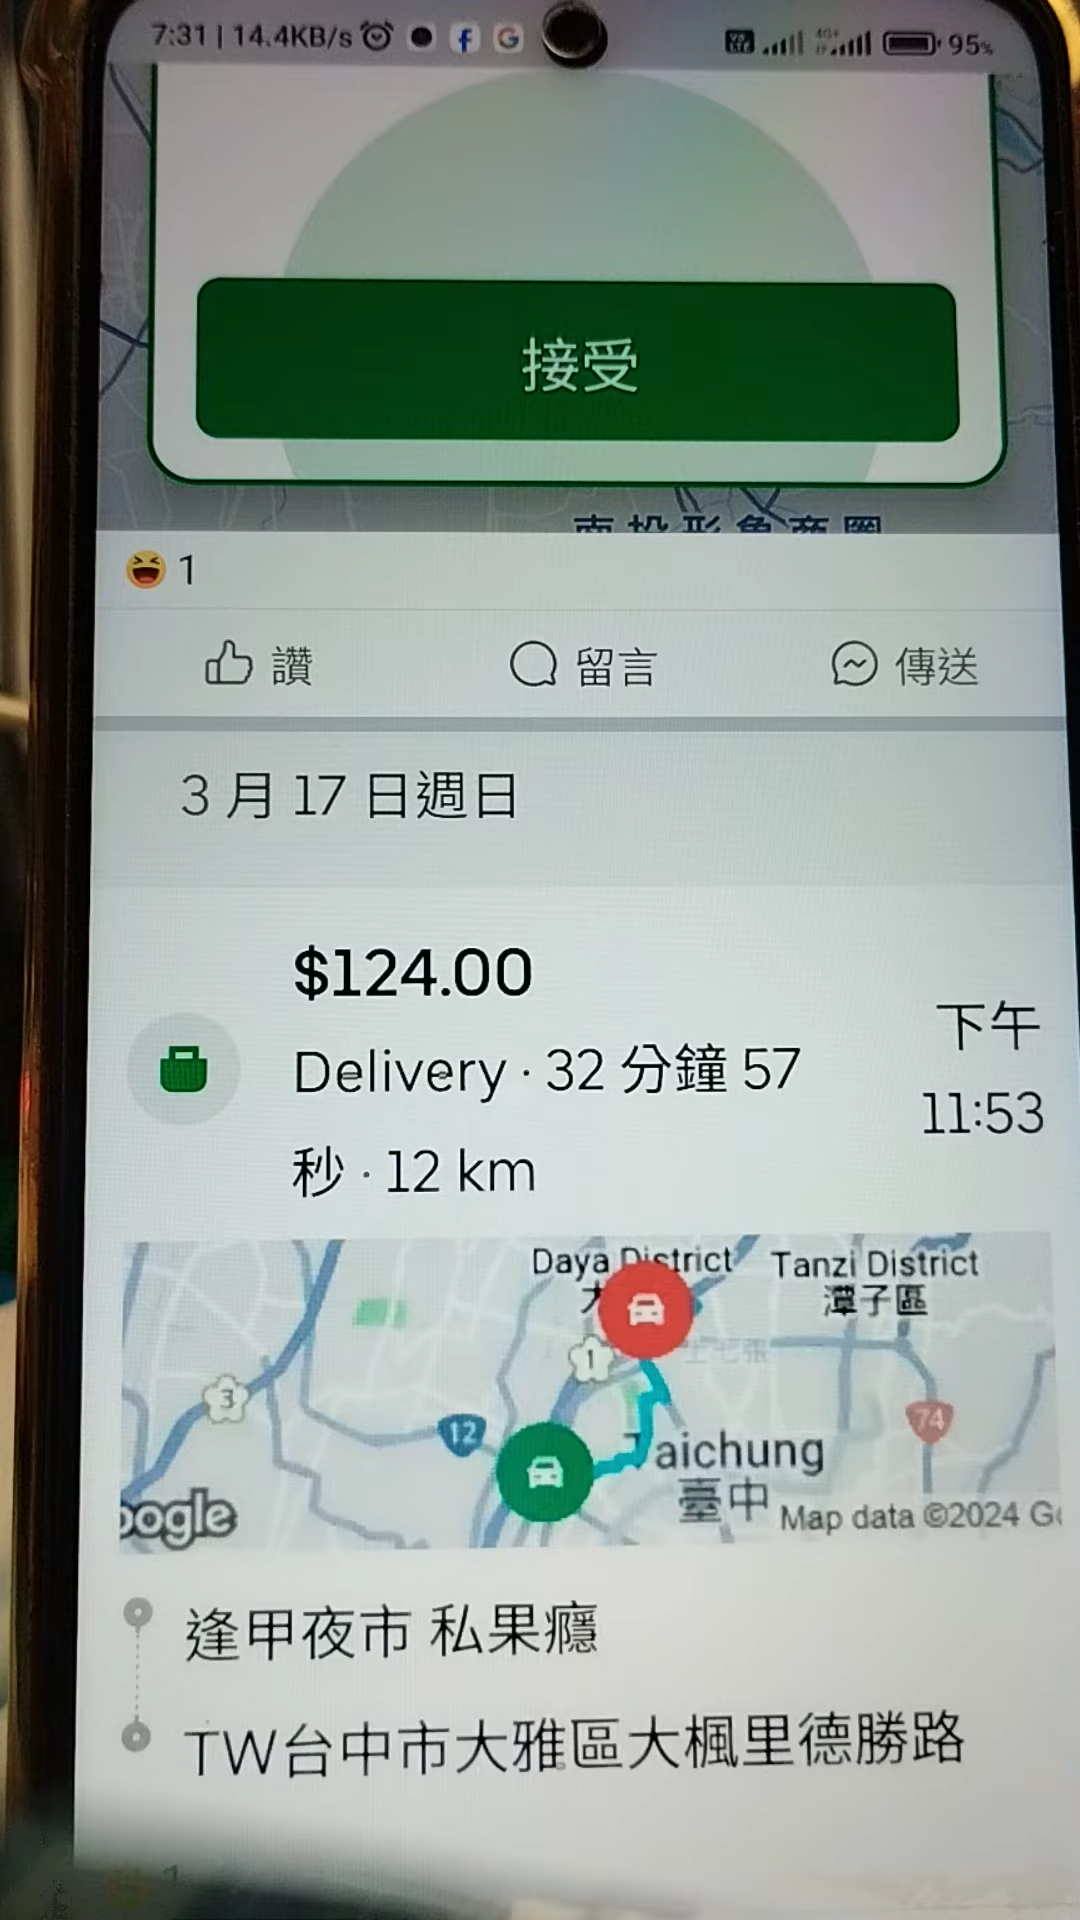 7:31 | 14.4KB/s
95%
接受
1
讚
留言
傳送
3 月 17 日週日
$124.00
下午
Delivery · 32 分鐘 57
11:53
秒 · 12 km
Daya District
Tanzi District
潭子區
1
3
12
74
Taichung
臺中
oogle
Map data ©2024 G
逢甲夜市 私果癮
TW台中市大雅區大楓里德勝路